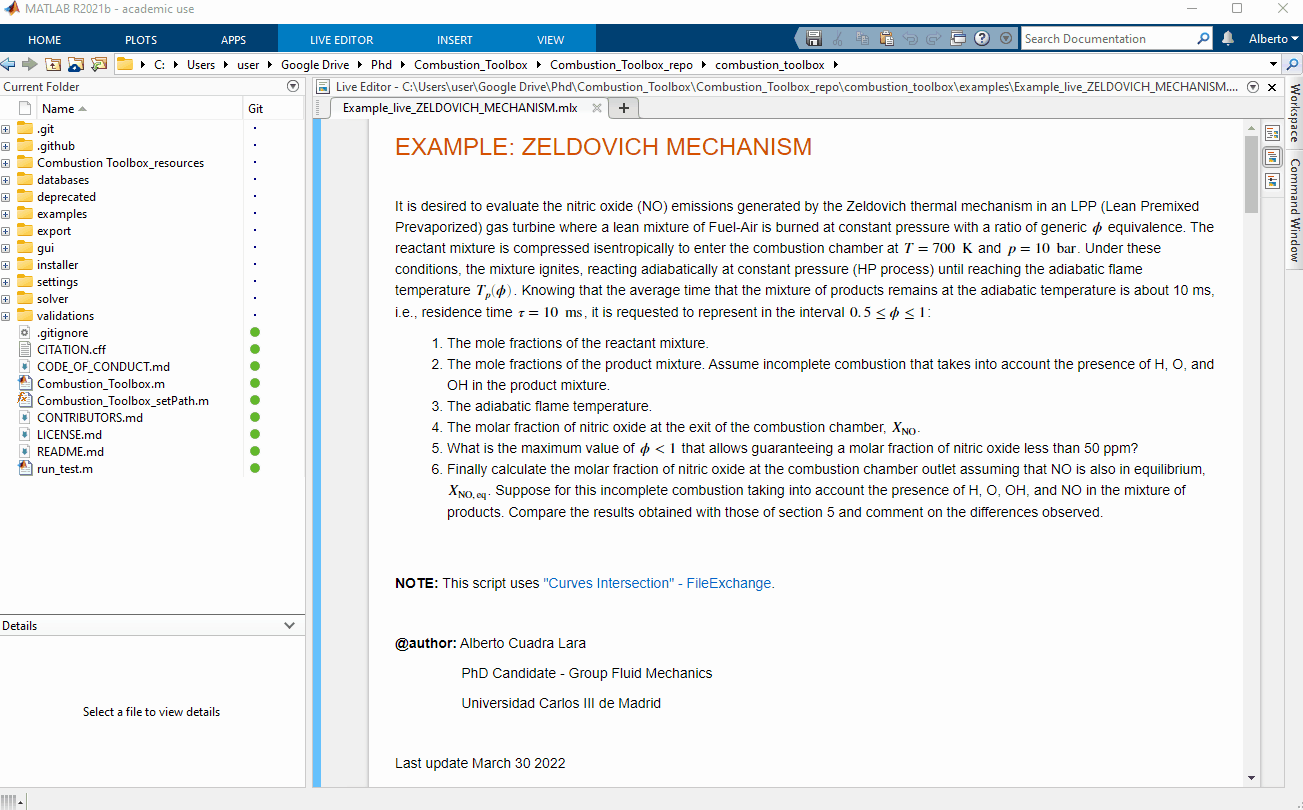 MATLAB R2021b - academic use
HOME PLOTS APPS LIVE EDITOR INSERT VIEW Search Documentation Alberto
C: Users user Google Drive Phd Combustion_Toolbox Combustion_Toolbox_repo combustion_toolbox
Current Folder
Name Git
.git
.github
Combustion Toolbox_resources
databases
deprecated
examples
export
gui
installer
settings
solver
validations
.gitignore
CITATION.cff
CODE_OF_CONDUCT.md
Combustion_Toolbox.m
Combustion_Toolbox_setPath.m
CONTRIBUTORS.md
LICENSE.md
README.md
run_test.m
Details
Select a file to view details
Live Editor - C:\Users\user\Google Drive\Phd\Combustion_Toolbox\Combustion_Toolbox_repo\combustion_toolbox\examples\Example_live_ZELDOVICH_MECHANISM....
Example_live_ZELDOVICH_MECHANISM.mlx
EXAMPLE: ZELDOVICH MECHANISM
It is desired to evaluate the nitric oxide (NO) emissions generated by the Zeldovich thermal mechanism in an LPP (Lean Premixed
Prevaporized) gas turbine where a lean mixture of Fuel-Air is burned at constant pressure with a ratio of generic ϕ equivalence. The
reactant mixture is compressed isentropically to enter the combustion chamber at T = 700 K and p = 10 bar. Under these
conditions, the mixture ignites, reacting adiabatically at constant pressure (HP process) until reaching the adiabatic flame
temperature Tp(ϕ). Knowing that the average time that the mixture of products remains at the adiabatic temperature is about 10 ms,
i.e., residence time τ = 10 ms, it is requested to represent in the interval 0.5 ≤ ϕ ≤ 1:
1. The mole fractions of the reactant mixture.
2. The mole fractions of the product mixture. Assume incomplete combustion that takes into account the presence of H, O, and
OH in the product mixture.
3. The adiabatic flame temperature.
4. The molar fraction of nitric oxide at the exit of the combustion chamber, XNO.
5. What is the maximum value of ϕ < 1 that allows guaranteeing a molar fraction of nitric oxide less than 50 ppm?
6. Finally calculate the molar fraction of nitric oxide at the combustion chamber outlet assuming that NO is also in equilibrium,
XNO,eq. Suppose for this incomplete combustion taking into account the presence of H, O, OH, and NO in the mixture of
products. Compare the results obtained with those of section 5 and comment on the differences observed.
NOTE: This script uses "Curves Intersection" - FileExchange.
@author: Alberto Cuadra Lara
PhD Candidate - Group Fluid Mechanics
Universidad Carlos III de Madrid
Last update March 30 2022
Workspace
Command Window